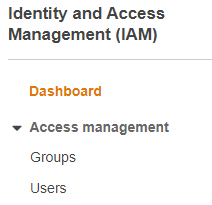 Identity and Access
Management (IAM)
Dashboard
Access management
Groups
Users